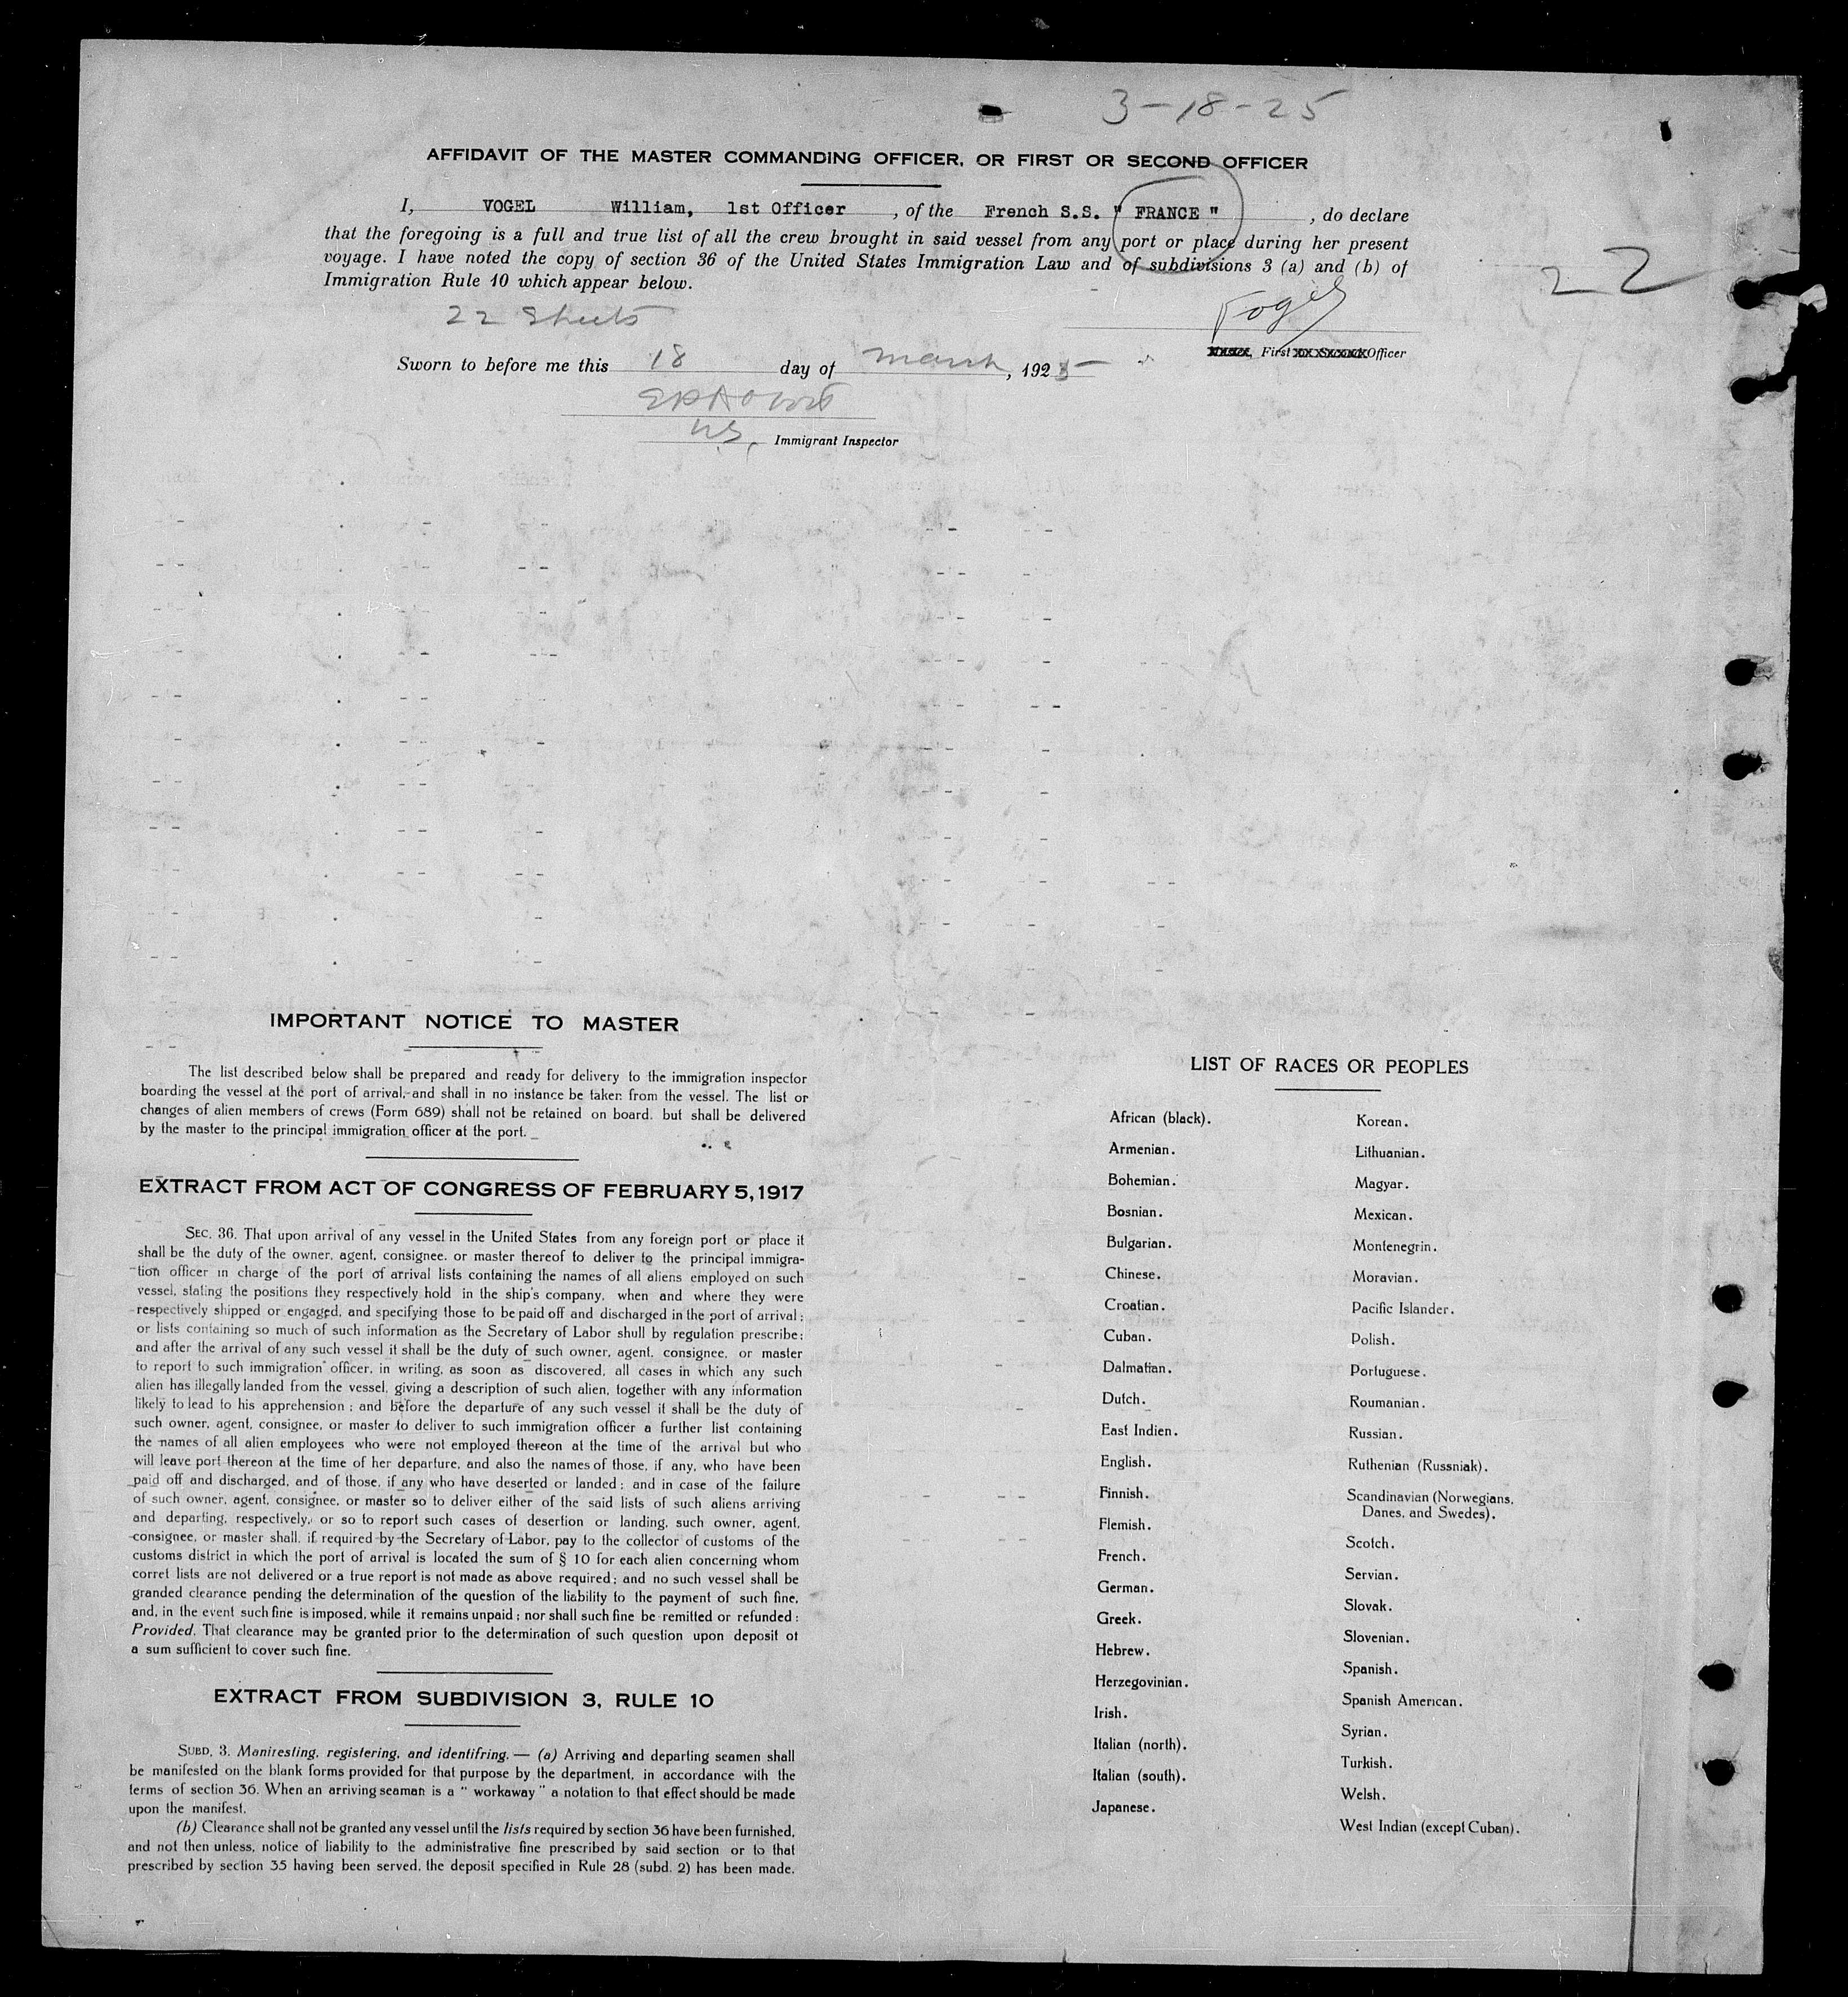 3-18-25
AFFIDAVIT OF THE MASTER COMMANDING OFFICER, OR FIRST OR SECOND OFFICER
I, VOGEL William, 1st Officer , of the French S.S. " FRANCE " , do declare
that the foregoing is a full and true list of all the crew brought in said vessel from any port or place during her present
voyage. I have noted the copy of section 36 of the United States Immigration Law and of subdivisions 3 (a) and (b) of
Immigration Rule 10 which appear below.
22
22 Sheets
Vogel
First Officer
Sworn to before me this 18 day of March, 1925
U.S. Immigrant Inspector
IMPORTANT NOTICE TO MASTER
The list described below shall be prepared and ready for delivery to the immigration inspector
boarding the vessel at the port of arrival, and shall in no instance be taken from the vessel. The list or
changes of alien members of crews (Form 689) shall not be retained on board. but shall be delivered
by the master to the principal immigration officer at the port.
EXTRACT FROM ACT OF CONGRESS OF FEBRUARY 5, 1917
SEC. 36. That upon arrival of any vessel in the United States from any foreign port or place it
shall be the duty of the owner, agent, consignee, or master thereof to deliver to the principal immigra-
tion officer in charge of the port of arrival lists containing the names of all aliens employed on such
vessel, stating the positions they respectively hold in the ship's company, when and where they were
respectively shipped or engaged, and specifying those to be paid off and discharged in the port of arrival;
or lists containing so much of such information as the Secretary of Labor shull by regulation prescribe;
and after the arrival of any such vessel it shall be the duty of such owner, agent, consignee, or master
to report to such immigration officer, in writing, as soon as discovered, all cases in which any such
alien has illegally landed from the vessel, giving a description of such alien, together with any information
likely to lead to his apprehension ; and before the departure of any such vessel it shall be the duty of
such owner, agent, consignee, or master to deliver to such immigration officer a further list containing
the names of all alien employees who were not employed thereon at the time of the arrival but who
will leave port thereon at the time of her departure, and also the names of those, if any, who have been
paid off and discharged, and of those, if any who have deserted or landed ; and in case of the failure
of such owner, agent, consignee, or master so to deliver either of the said lists of such aliens arriving
and departing, respectively, or so to report such cases of desertion or landing, such owner, agent,
consignee, or master shall, if required by the Secretary of Labor, pay to the collector of customs of the
customs district in which the port of arrival is located the sum of § 10 for each alien concerning whom
corret lists are not delivered or a true report is not made as above required ; and no such vessel shall be
granded clearance pending the determination of the question of the liability to the payment of such fine,
and, in the event such fine is imposed, while it remains unpaid ; nor shall such fine be remitted or refunded :
Provided, That clearance may be granted prior to the determination of such question upon deposit of
a sum sufficient to cover such fine.
EXTRACT FROM SUBDIVISION 3, RULE 10
SUBD. 3. Manifesting, registering, and identifring. — (a) Arriving and departing seamen shall
be manifested on the blank forms provided for that purpose by the department, in accordance with the
terms of section 36. When an arriving seaman is a " workaway " a notation to that effect should be made
upon the manifest.
(b) Clearance shall not be granted any vessel until the lists required by section 36 have been furnished,
and not then unless, notice of liability to the administrative fine prescribed by said section or to that
prescribed by section 35 having been served, the deposit specified in Rule 28 (subd. 2) has been made.
LIST OF RACES OR PEOPLES
African (black).
Armenian.
Bohemian.
Bosnian.
Bulgarian.
Chinese.
Croatian.
Cuban.
Dalmatian.
Dutch.
East Indien.
English.
Finnish.
Flemish.
French.
German.
Greek.
Hebrew.
Herzegovinian.
Irish.
Italian (north).
Italian (south).
Japanese.
Korean.
Lithuanian.
Magyar.
Mexican.
Montenegrin.
Moravian.
Pacific Islander.
Polish.
Portuguese.
Roumanian.
Russian.
Ruthenian (Russniak).
Scandinavian (Norwegians,
Danes, and Swedes).
Scotch.
Servian.
Slovak.
Slovenian.
Spanish.
Spanish American.
Syrian.
Turkish.
Welsh.
West Indian (except Cuban).